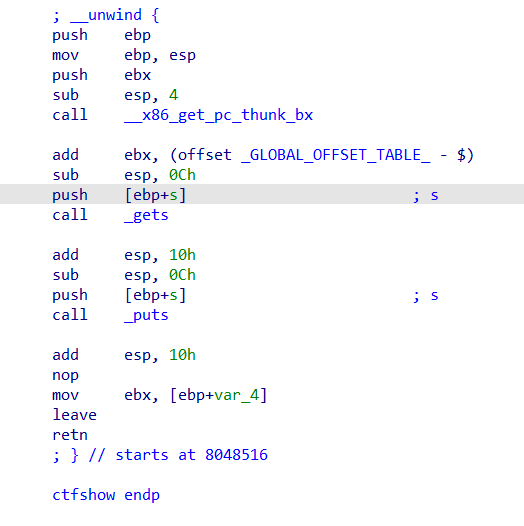 ; __unwind {
push ebp
mov ebp, esp
push ebx
sub esp, 4
call __x86_get_pc_thunk_bx
add ebx, (offset _GLOBAL_OFFSET_TABLE_ - $)
sub esp, 0Ch
push [ebp+s] ; s
call _gets
add esp, 10h
sub esp, 0Ch
push [ebp+s] ; s
call _puts
add esp, 10h
nop
mov ebx, [ebp+var_4]
leave
retn
; } // starts at 8048516
ctfshow endp